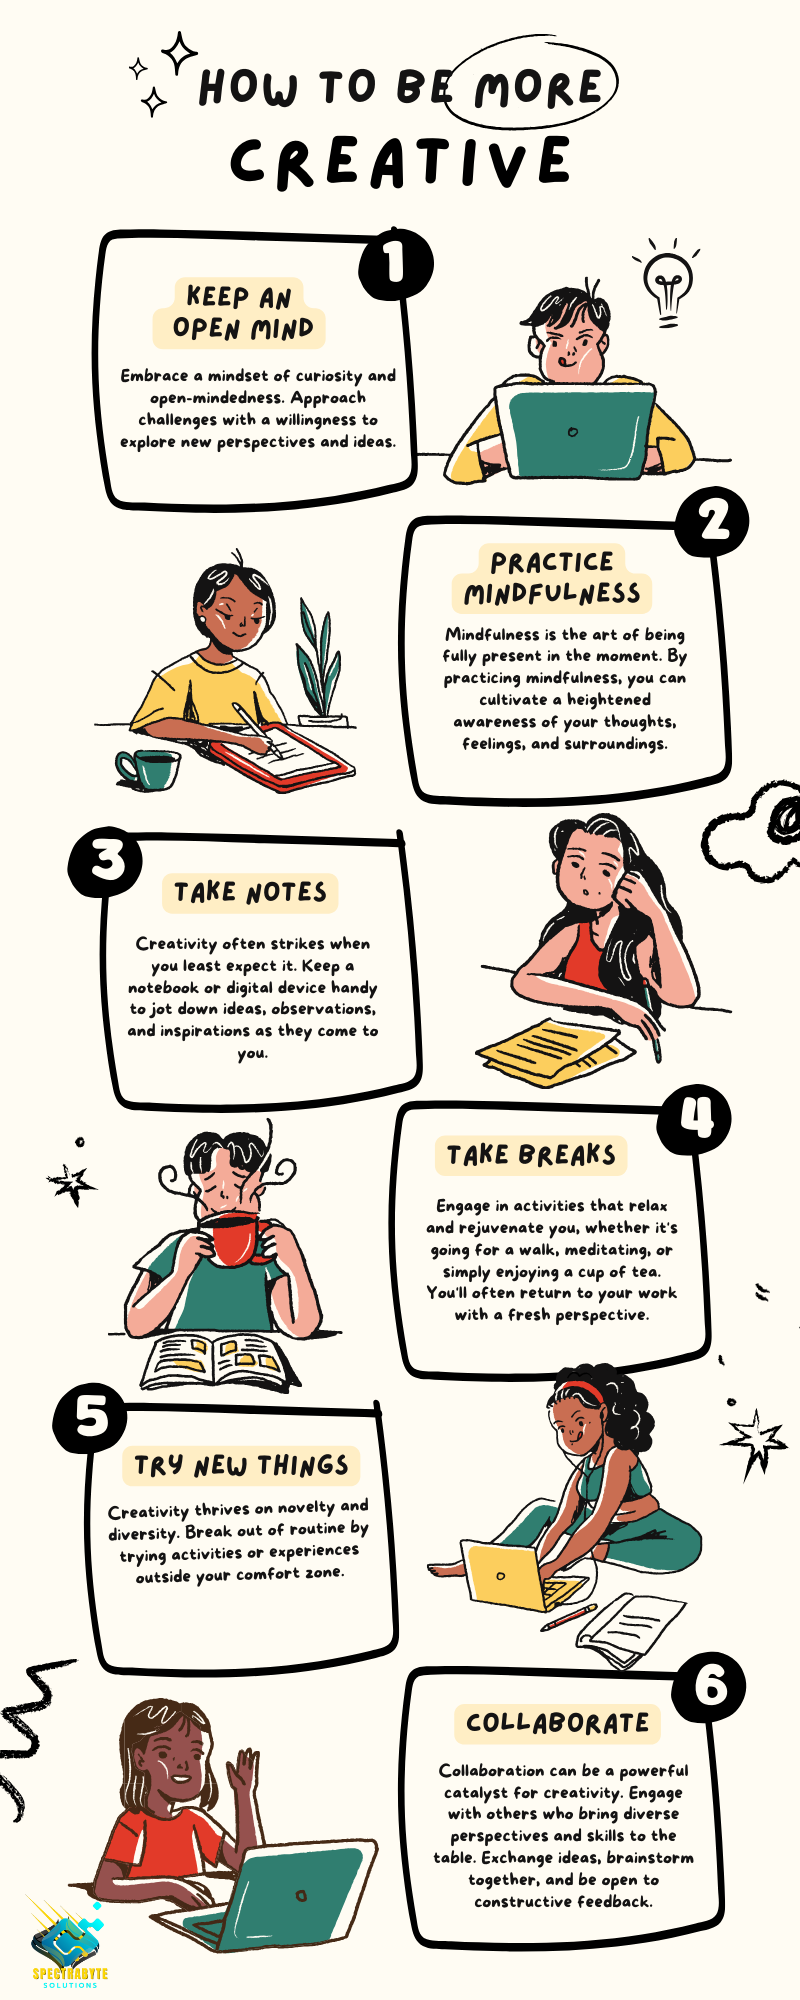 HOW TO BE MORE
CREATIVE
1
KEEP AN
OPEN MIND
Embrace a mindset of curiosity and
open-mindedness. Approach
challenges with a willingness to
explore new perspectives and ideas.
2
PRACTICE
MINDFULNESS
Mindfulness is the art of being
fully present in the moment. By
practicing mindfulness, you can
cultivate a heightened
awareness of your thoughts,
feelings, and surroundings.
3
TAKE NOTES
Creativity often strikes when
you least expect it. Keep a
notebook or digital device handy
to jot down ideas, observations,
and inspirations as they come to
you.
4
TAKE BREAKS
Engage in activities that relax
and rejuvenate you, whether it's
going for a walk, meditating, or
simply enjoying a cup of tea.
You'll often return to your work
with a fresh perspective.
5
TRY NEW THINGS
Creativity thrives on novelty and
diversity. Break out of routine by
trying activities or experiences
outside your comfort zone.
6
COLLABORATE
Collaboration can be a powerful
catalyst for creativity. Engage
with others who bring diverse
perspectives and skills to the
table. Exchange ideas, brainstorm
together, and be open to
constructive feedback.
SPECTRABYTE
SOLUTIONS